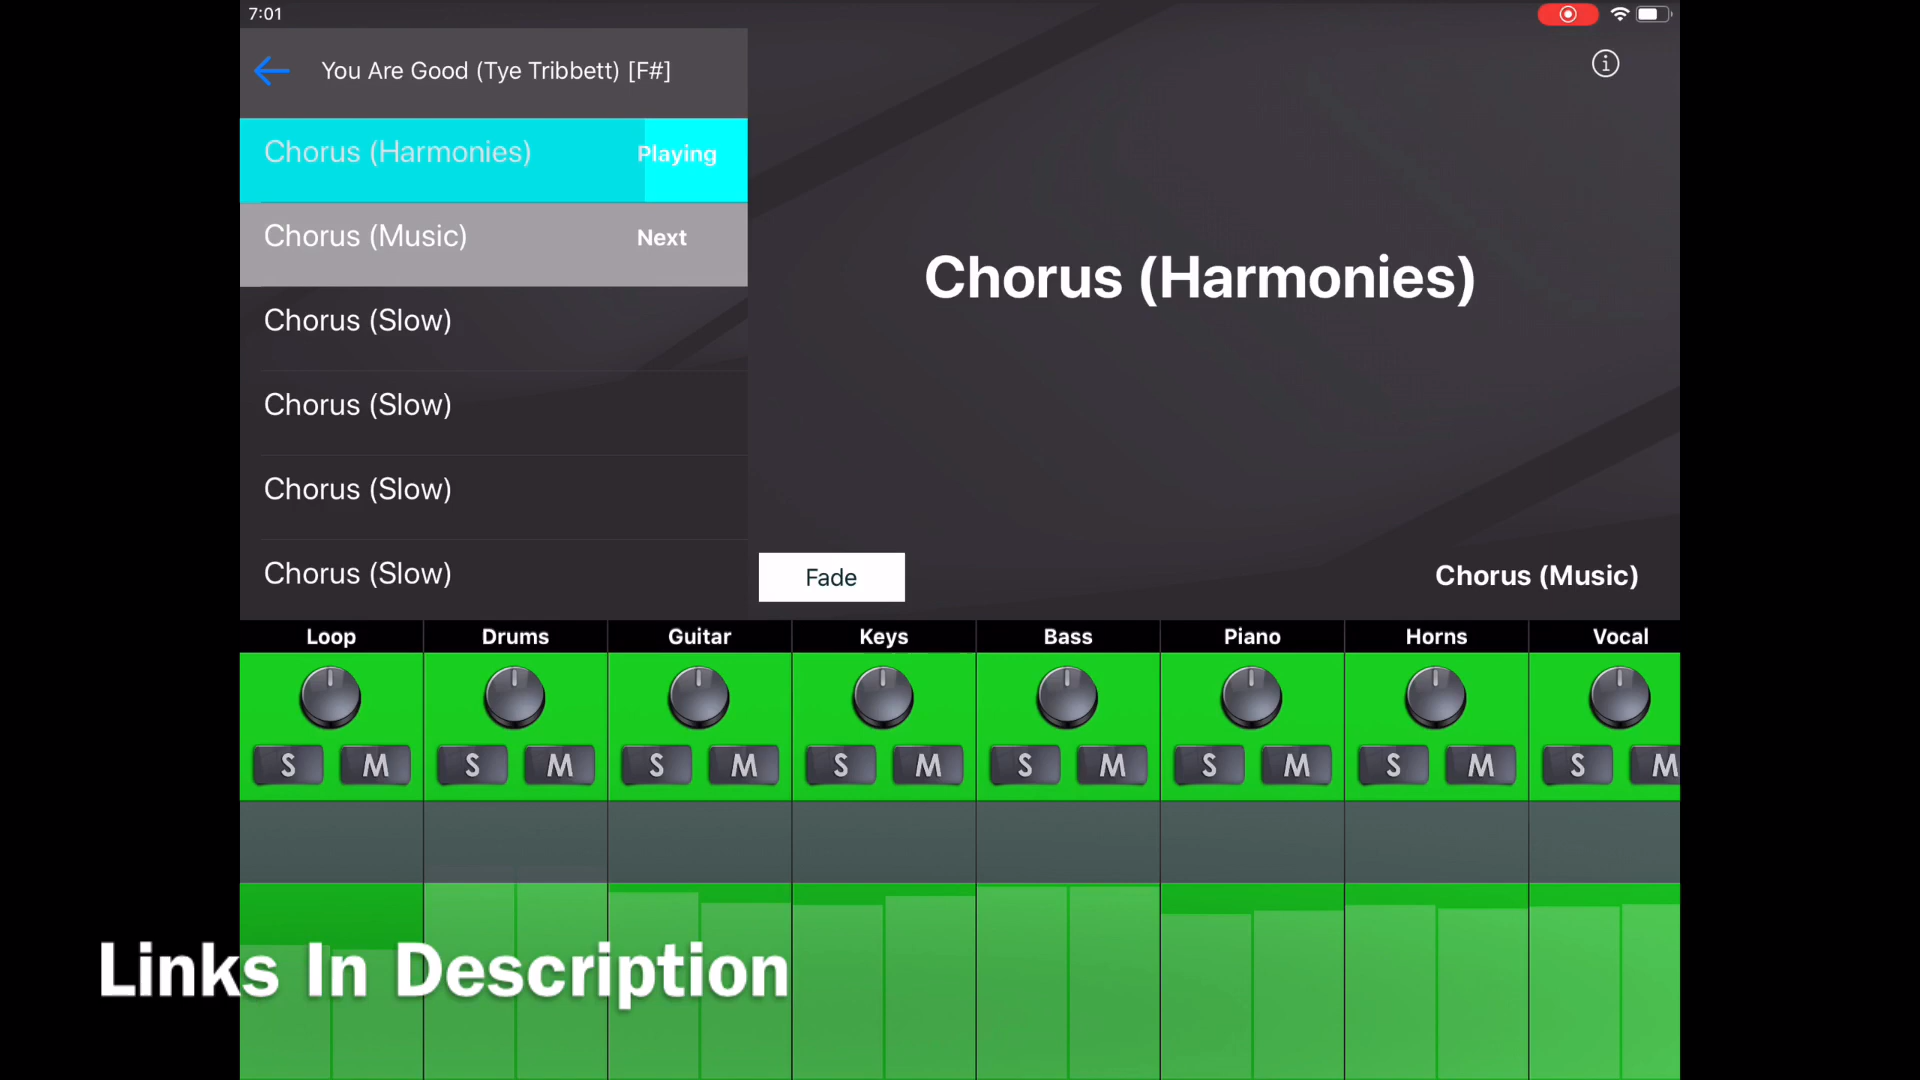 7:01
You Are Good (Tye Tribbett) [F#]
Chorus (Harmonies) Playing
Chorus (Music) Next
Chorus (Slow)
Chorus (Slow)
Chorus (Slow)
Chorus (Slow)
Chorus (Harmonies)
Fade
Chorus (Music)
Loop Drums Guitar Keys Bass Piano Horns Vocal
S M S M S M S M S M S M S M S M
Links In Description